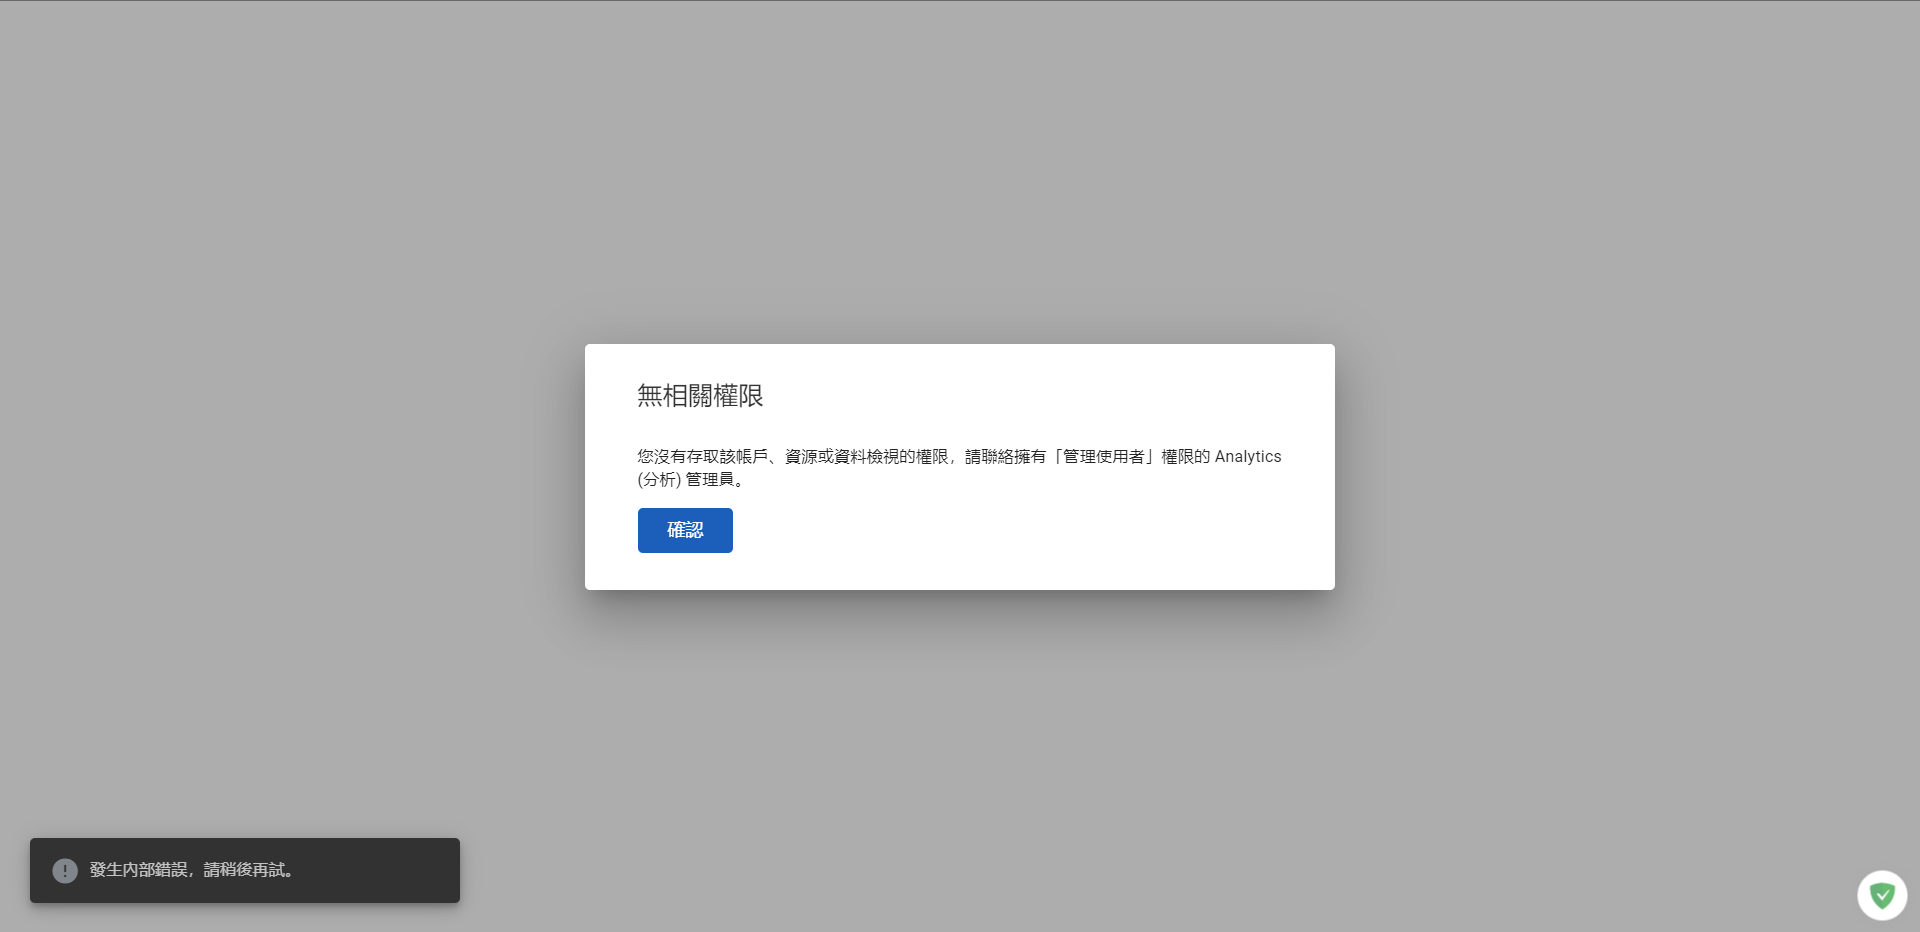 無相關權限
您沒有存取該帳戶、資源或資料檢視的權限，請聯絡擁有「管理使用者」權限的 Analytics
(分析) 管理員。
確認
發生內部錯誤，請稍後再試。